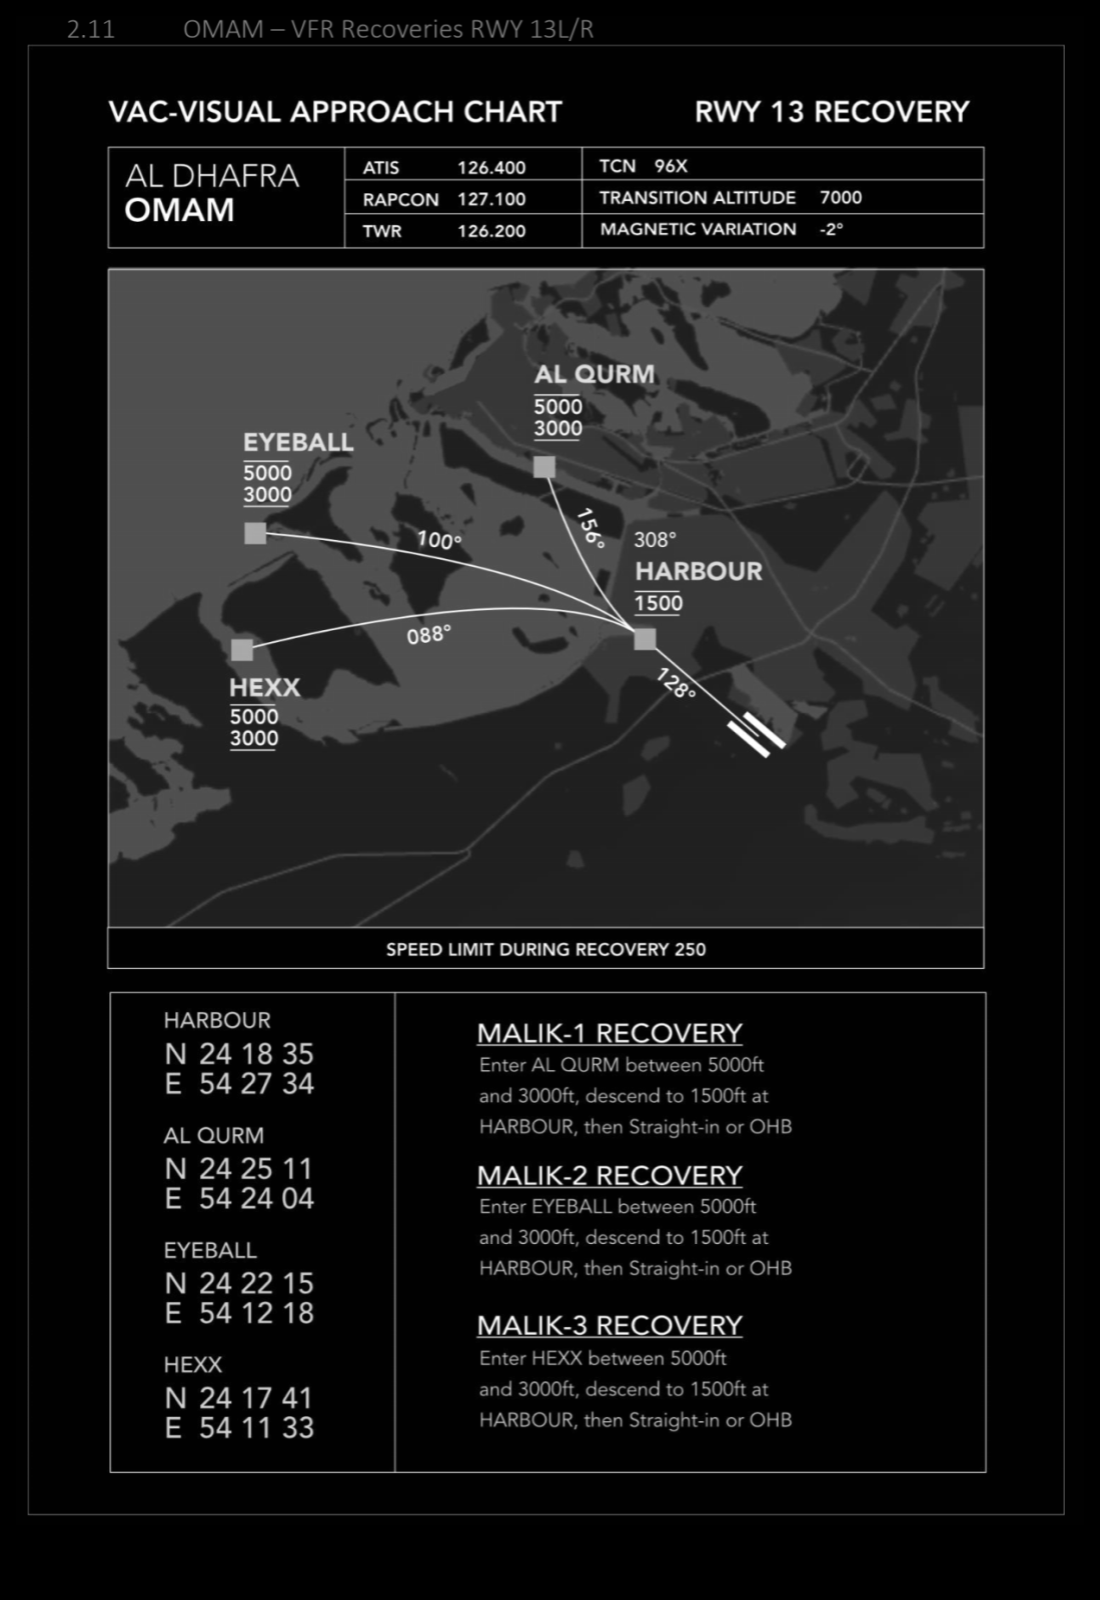 2.11 OMAM – VFR Recoveries RWY 13L/R
VAC-VISUAL APPROACH CHART RWY 13 RECOVERY
AL DHAFRA
OMAM
ATIS 126.400
RAPCON 127.100
TWR 126.200
TCN 96X
TRANSITION ALTITUDE 7000
MAGNETIC VARIATION -2°
AL QURM
5000
3000
EYEBALL
5000
3000
100°
156°
308°
HARBOUR
1500
088°
128°
HEXX
5000
3000
SPEED LIMIT DURING RECOVERY 250
HARBOUR
N 24 18 35
E 54 27 34
AL QURM
N 24 25 11
E 54 24 04
EYEBALL
N 24 22 15
E 54 12 18
HEXX
N 24 17 41
E 54 11 33
MALIK-1 RECOVERY
Enter AL QURM between 5000ft
and 3000ft, descend to 1500ft at
HARBOUR, then Straight-in or OHB
MALIK-2 RECOVERY
Enter EYEBALL between 5000ft
and 3000ft, descend to 1500ft at
HARBOUR, then Straight-in or OHB
MALIK-3 RECOVERY
Enter HEXX between 5000ft
and 3000ft, descend to 1500ft at
HARBOUR, then Straight-in or OHB